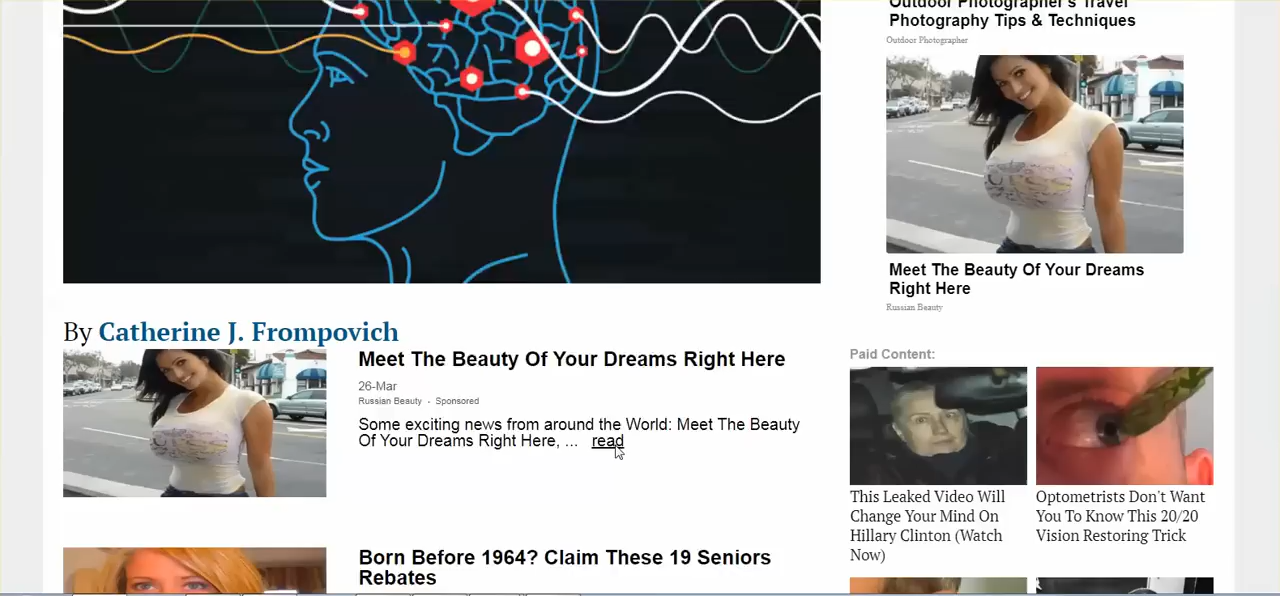 Outdoor Photographer's Travel
Photography Tips & Techniques
Outdoor Photographer
Meet The Beauty Of Your Dreams
Right Here
Russian Beauty
By Catherine J. Frompovich
Meet The Beauty Of Your Dreams Right Here
26-Mar
Russian Beauty - Sponsored
Some exciting news from around the World: Meet The Beauty
Of Your Dreams Right Here, ... read
Born Before 1964? Claim These 19 Seniors
Rebates
Paid Content:
This Leaked Video Will
Change Your Mind On
Hillary Clinton (Watch
Now)
Optometrists Don't Want
You To Know This 20/20
Vision Restoring Trick